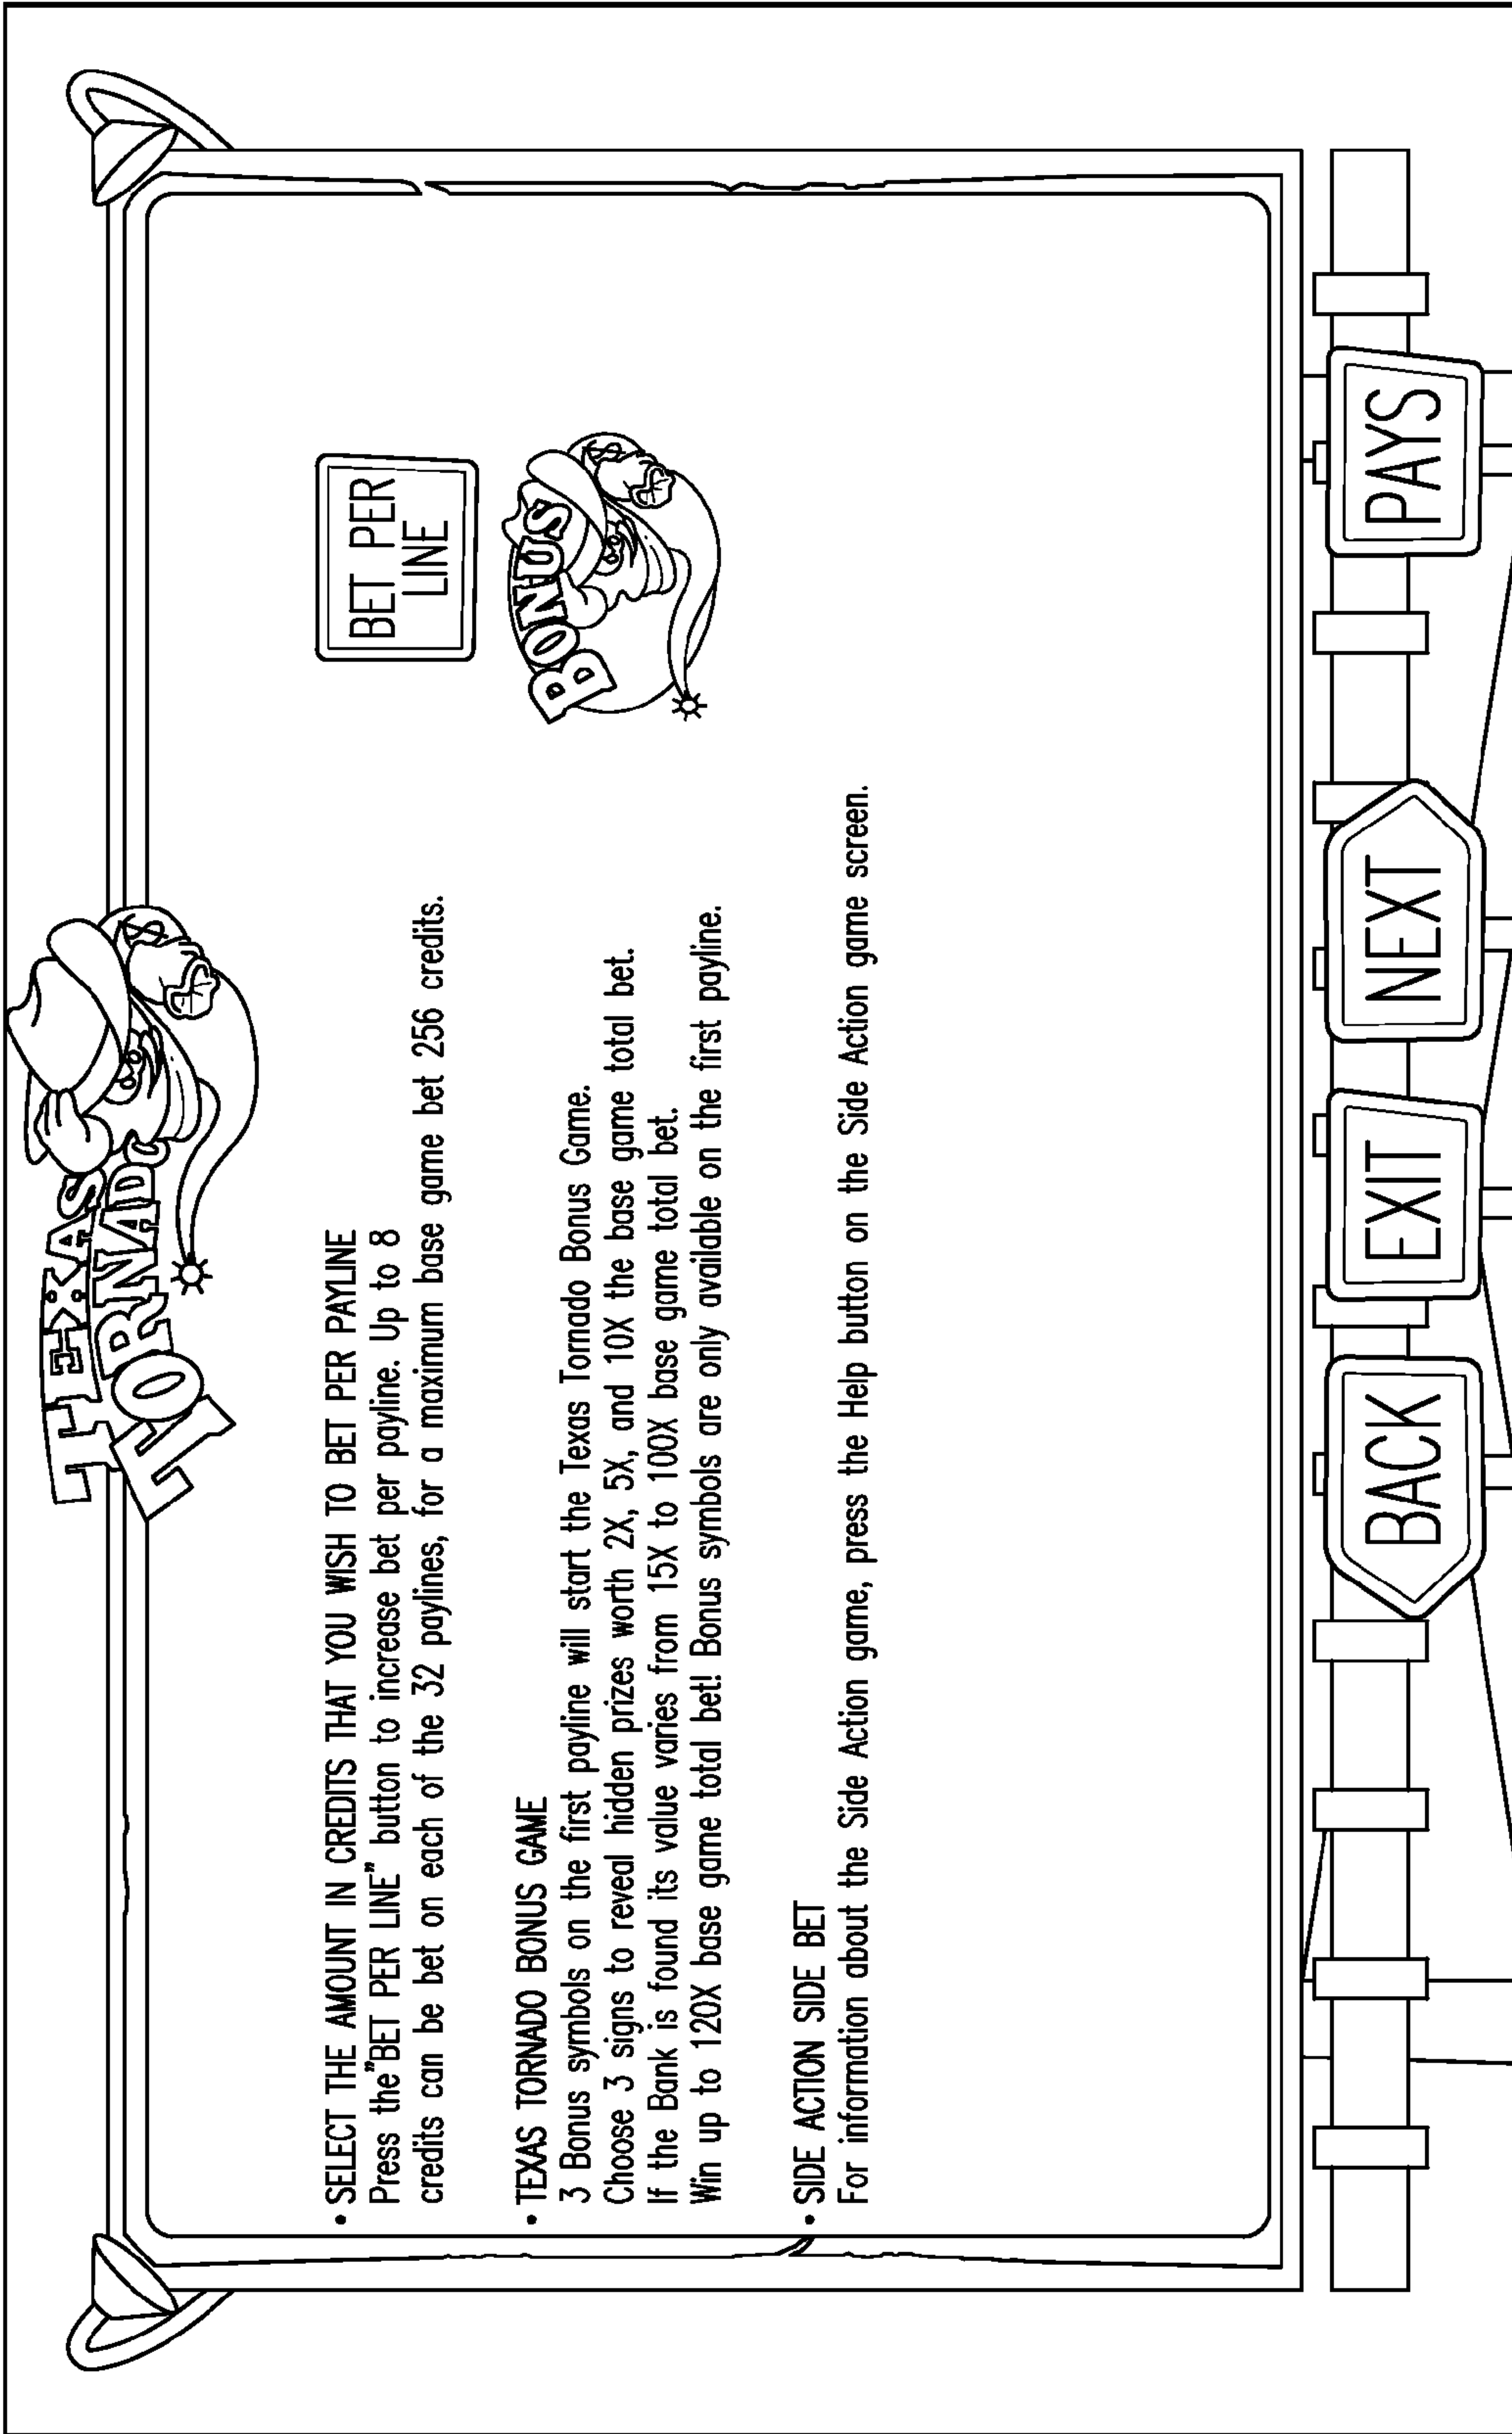 TEXAS
TORNADO
• SELECT THE AMOUNT IN CREDITS THAT YOU WISH TO BET PER PAYLINE
Press the"BET PER LINE" button to increase bet per payline. Up to 8
credits can be bet on each of the 32 paylines, for a maximum base game bet 256 credits.
BET PER
LINE
• TEXAS TORNADO BONUS GAME
3 Bonus symbols on the first payline will start the Texas Tornado Bonus Game.
Choose 3 signs to reveal hidden prizes worth 2X, 5X, and 10X the base game total bet.
If the Bank is found its value varies from 15X to 100X base game total bet.
Win up to 120X base game total bet! Bonus symbols are only available on the first payline.
BONUS
$
• SIDE ACTION SIDE BET
For information about the Side Action game, press the Help button on the Side Action game screen.
BACK
EXIT
NEXT
PAYS